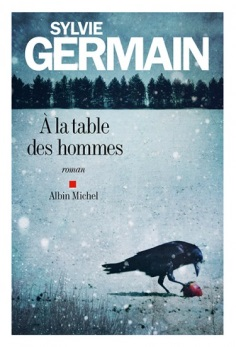 SYLVIE
GERMAIN
À la table
des hommes
roman
Albin Michel